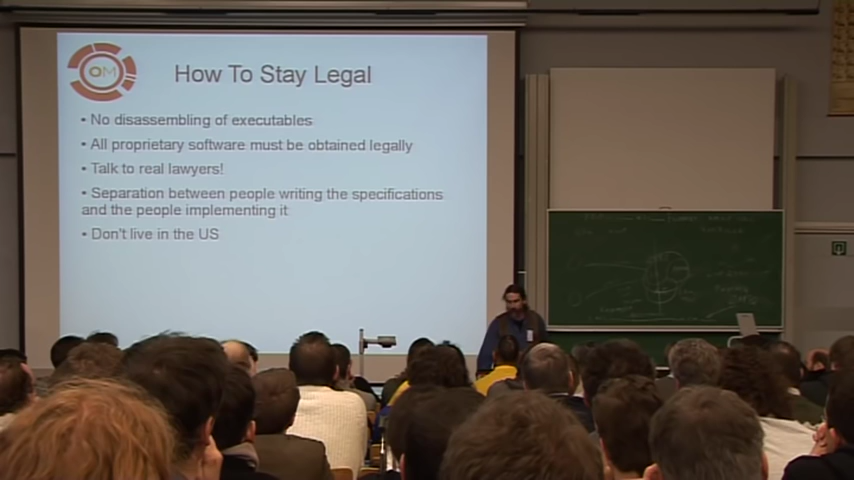 OM
How To Stay Legal
• No disassembling of executables
• All proprietary software must be obtained legally
• Talk to real lawyers!
• Separation between people writing the specifications
and the people implementing it
• Don't live in the US